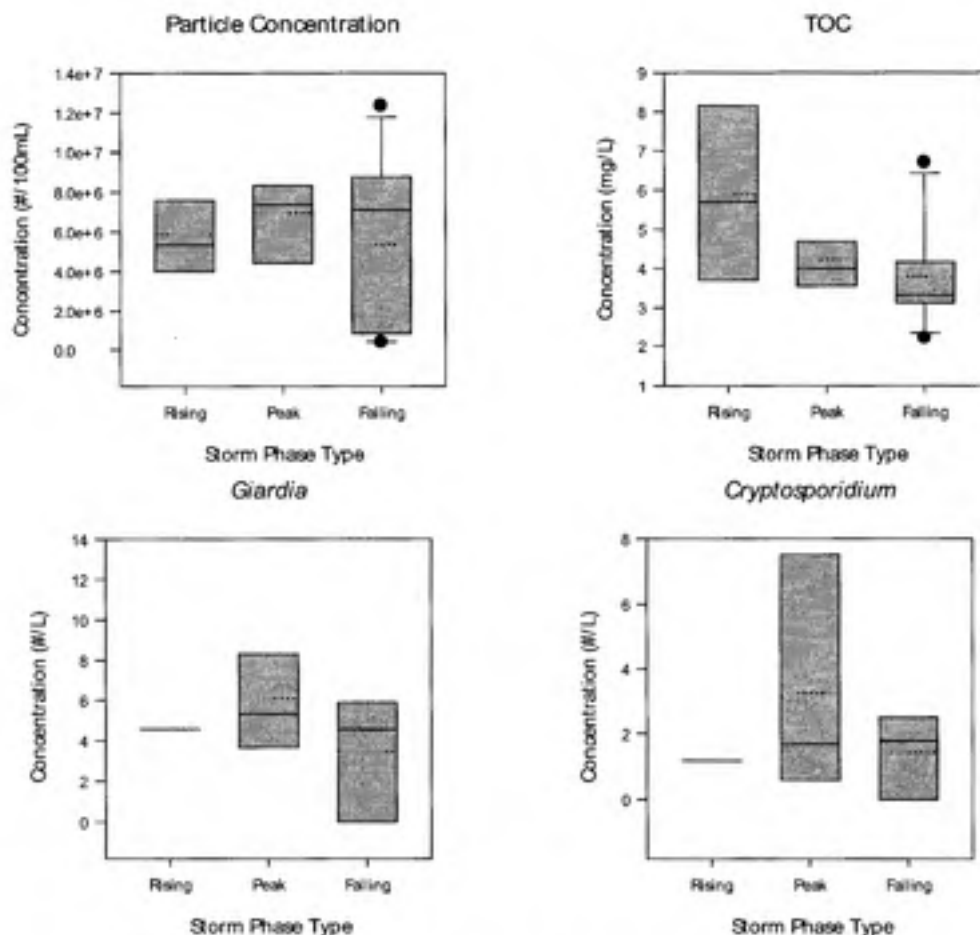 Particle Concentration
Concentration (#/100mL)
1.4e+7
1.2e+7
1.0e+7
8.0e+6
6.0e+6
4.0e+6
2.0e+6
0.0
Rising Peak Falling
Storm Phase Type
TOC
Concentration (mg/L)
9
8
7
6
5
4
3
2
1
Rising Peak Falling
Storm Phase Type
Giardia
Concentration (#/L)
14
12
10
8
6
4
2
0
Rising Peak Falling
Storm Phase Type
Cryptosporidium
Concentration (#/L)
8
6
4
2
0
Rising Peak Falling
Storm Phase Type